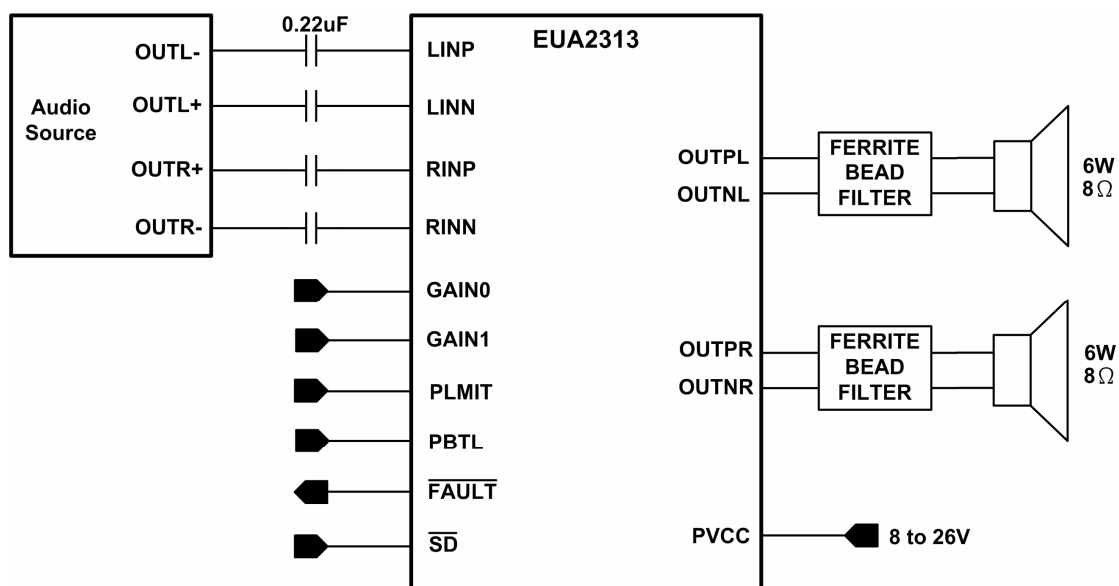 0.22uF
EUA2313
Audio
Source
OUTL-
OUTL+
OUTR+
OUTR-
LINP
LINN
RINP
RINN
GAIN0
GAIN1
PLMIT
PBTL
FAULT
SD
OUTPL
OUTNL
FERRITE
BEAD
FILTER
6W
8Ω
OUTPR
OUTNR
FERRITE
BEAD
FILTER
6W
8Ω
PVCC
8 to 26V